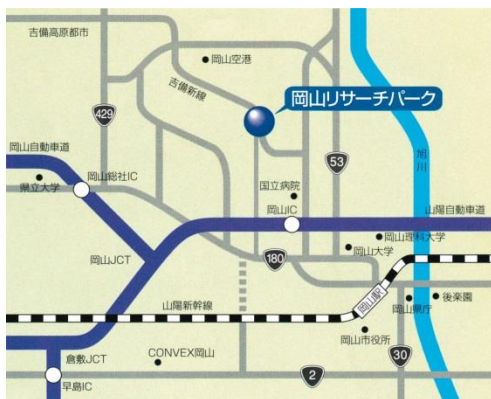 吉備高原都市
岡山空港
吉備新線
岡山リサーチパーク
429
岡山自動車道
53
旭川
県立大学
岡山総社IC
国立病院
岡山IC
山陽自動車道
岡山理科大学
岡山大学
岡山JCT
180
山陽新幹線
岡山駅
岡山県庁
後楽園
岡山市役所
倉敷JCT
CONVEX岡山
30
2
早島IC